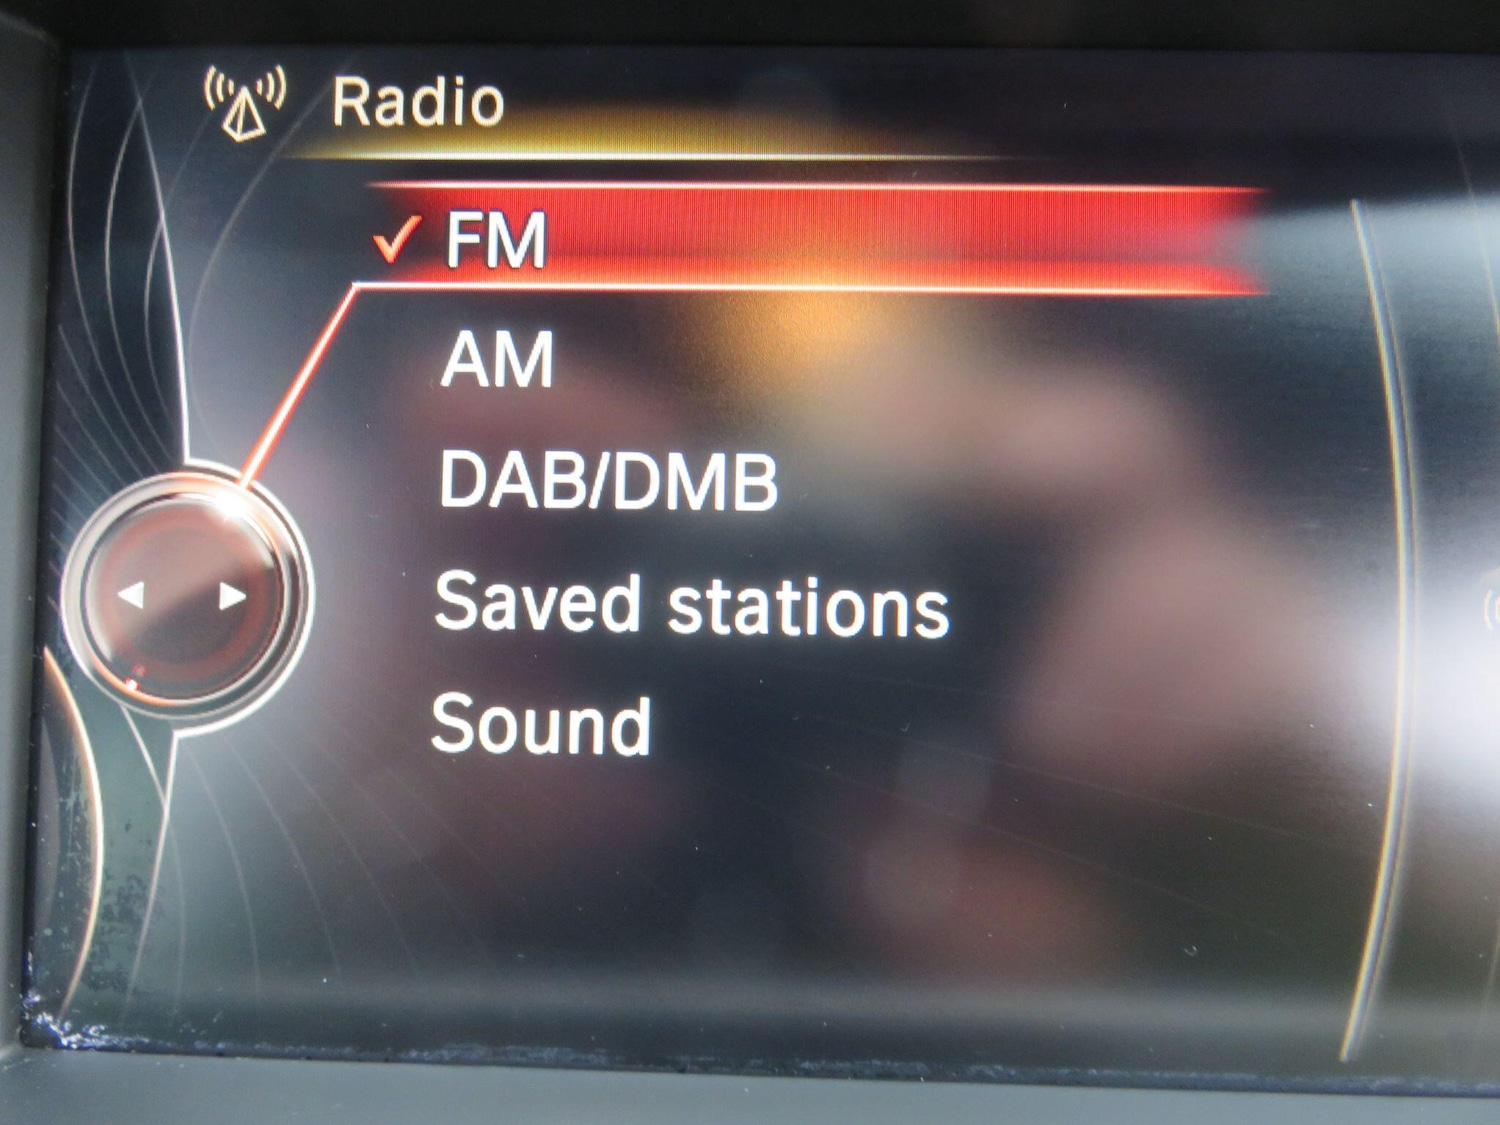 Radio
FM
AM
DAB/DMB
Saved stations
Sound